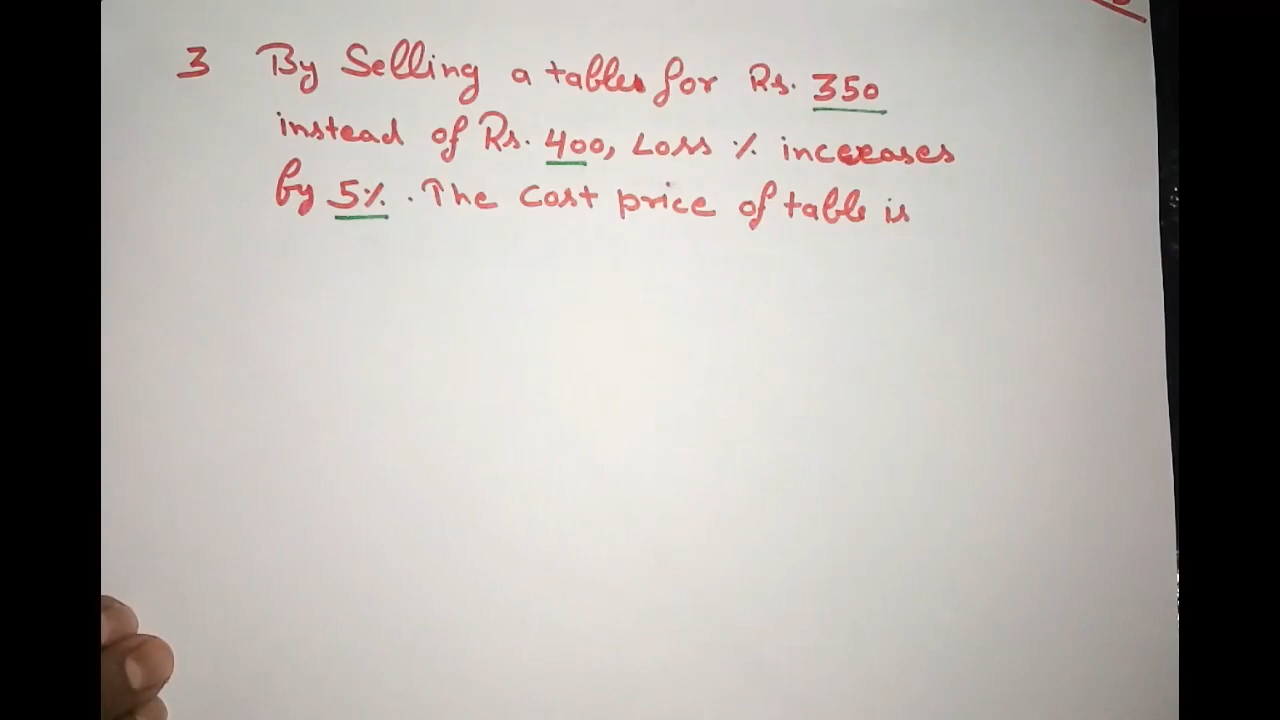 3 By Selling a tables for Rs. 350
instead of Rs. 400, Loss % increases
by 5%. The cost price of table is